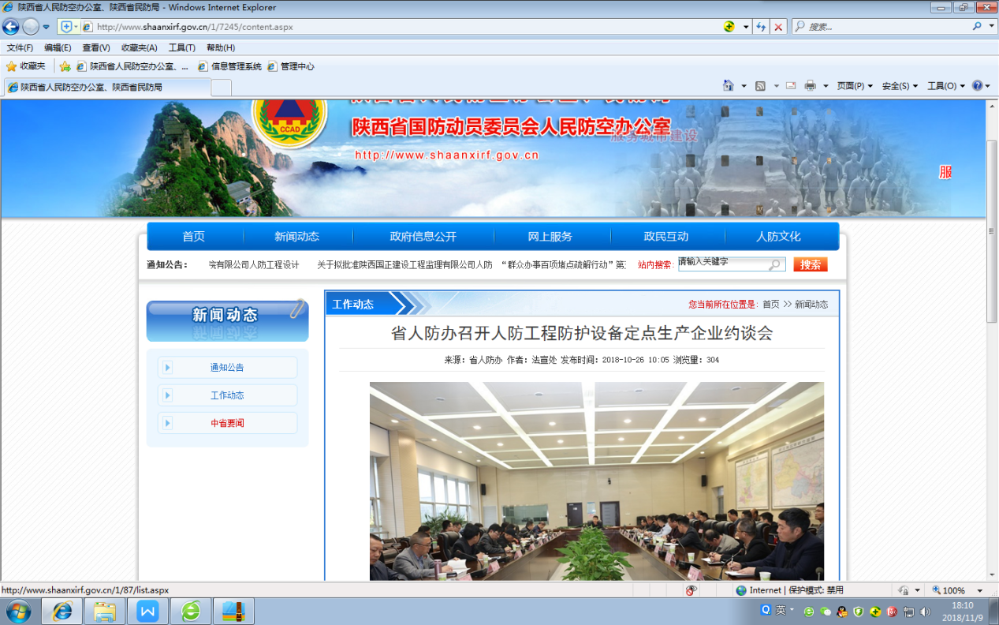 陕西省人民防空办公室、陕西省民防局 - Windows Internet Explorer
http://www.shaanxirf.gov.cn/1/7245/content.aspx
搜索...
文件(F) 编辑(E) 查看(V) 收藏夹(A) 工具(T) 帮助(H)
收藏夹 陕西省人民防空办公室、... 信息管理系统 管理中心
陕西省人民防空办公室、陕西省民防局 页面(P) 安全(S) 工具(O)
CCAD
陕西省国防动员委员会人民防空办公室
服务城市建设
http://www.shaanxirf.gov.cn
服
首页 新闻动态 政府信息公开 网上服务 政民互动 人防文化
通知公告： 院有限公司人防工程设计 关于拟批准陕西国正建设工程监理有限公司人防 “群众办事百项堵点疏解行动”第 站内搜索: 请输入关键字 搜索
新闻动态
通知公告
工作动态
中省要闻
工作动态 您当前所在位置是: 首页 >> 新闻动态
省人防办召开人防工程防护设备定点生产企业约谈会
来源：省人防办 作者：法宣处 发布时间：2018-10-26 10:05 浏览量：304
http://www.shaanxirf.gov.cn/1/87/list.aspx Internet | 保护模式: 禁用 100%
英 18:10
2018/11/9